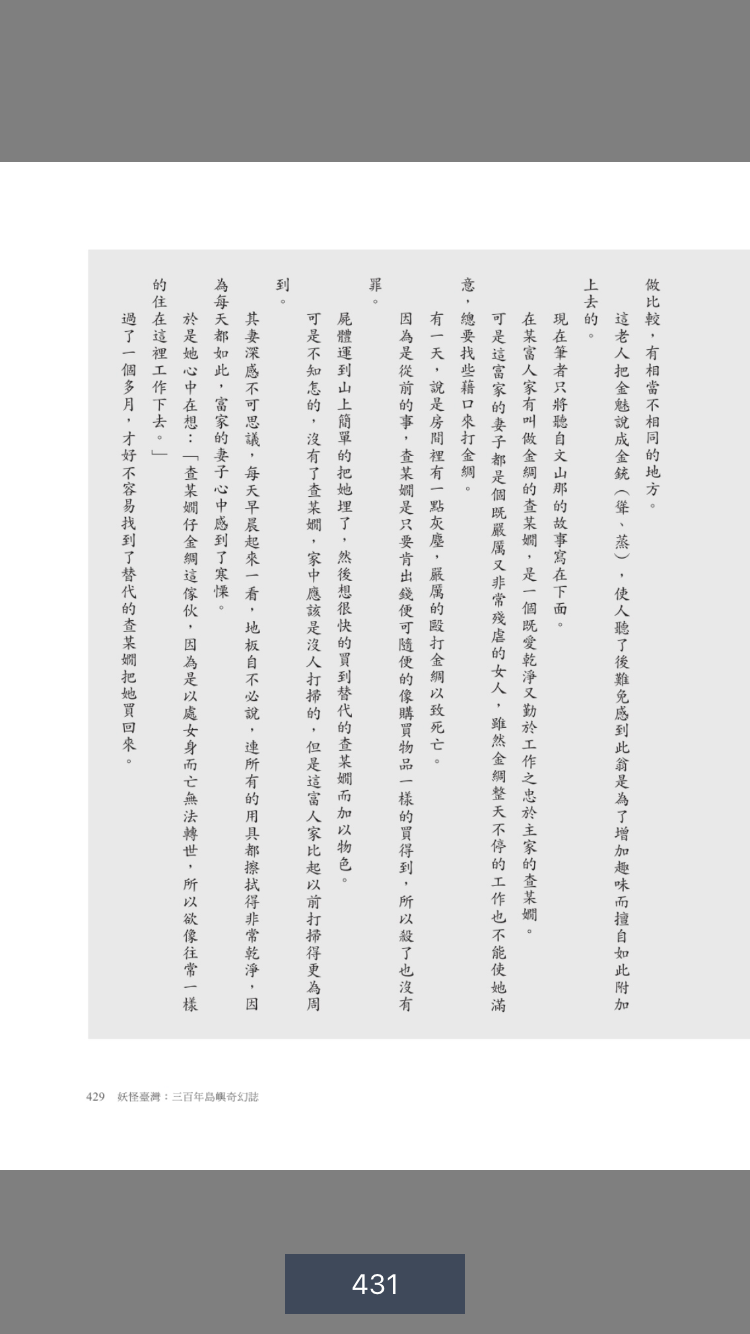 做比較，有相當不相同的地方。
這老人把金魅說成金銃（聳、蒸），使人聽了後難免感到此翁是為了增加趣味而擅自如此附加
上去的。
現在筆者只將聽自文山那的故事寫在下面。
在某富人家有叫做金綢的查某嫺，是一個既愛乾淨又勤於工作之忠於主家的查某嫺。
可是這富家的妻子都是個既嚴厲又非常殘虐的女人，雖然金綢整天不停的工作也不能使她滿
意，總要找些藉口來打金綢。
有一天，說是房間裡有一點灰塵，嚴厲的毆打金綢以致死亡。
因為是從前的事，查某嫺是只要肯出錢便可隨便的像購買物品一樣的買得到，所以殺了也沒有
罪。
屍體運到山上簡單的把她埋了，然後想很快的買到替代的查某嫺而加以物色。
可是不知怎的，沒有了查某嫺，家中應該是沒人打掃的，但是這富人家比起以前打掃得更為周
到。
其妻深感不可思議，每天早晨起來一看，地板自不必說，連所有的用具都擦拭得非常乾淨，因
為每天都如此，富家的妻子心中感到了寒慄。
於是她心中在想：「查某嫺仔金綢這傢伙，因為是以處女身而亡無法轉世，所以欲像往常一樣
的住在這裡工作下去。」
過了一個多月，才好不容易找到了替代的查某嫺把她買回來。
429 妖怪臺灣：三百年島嶼奇幻誌
431